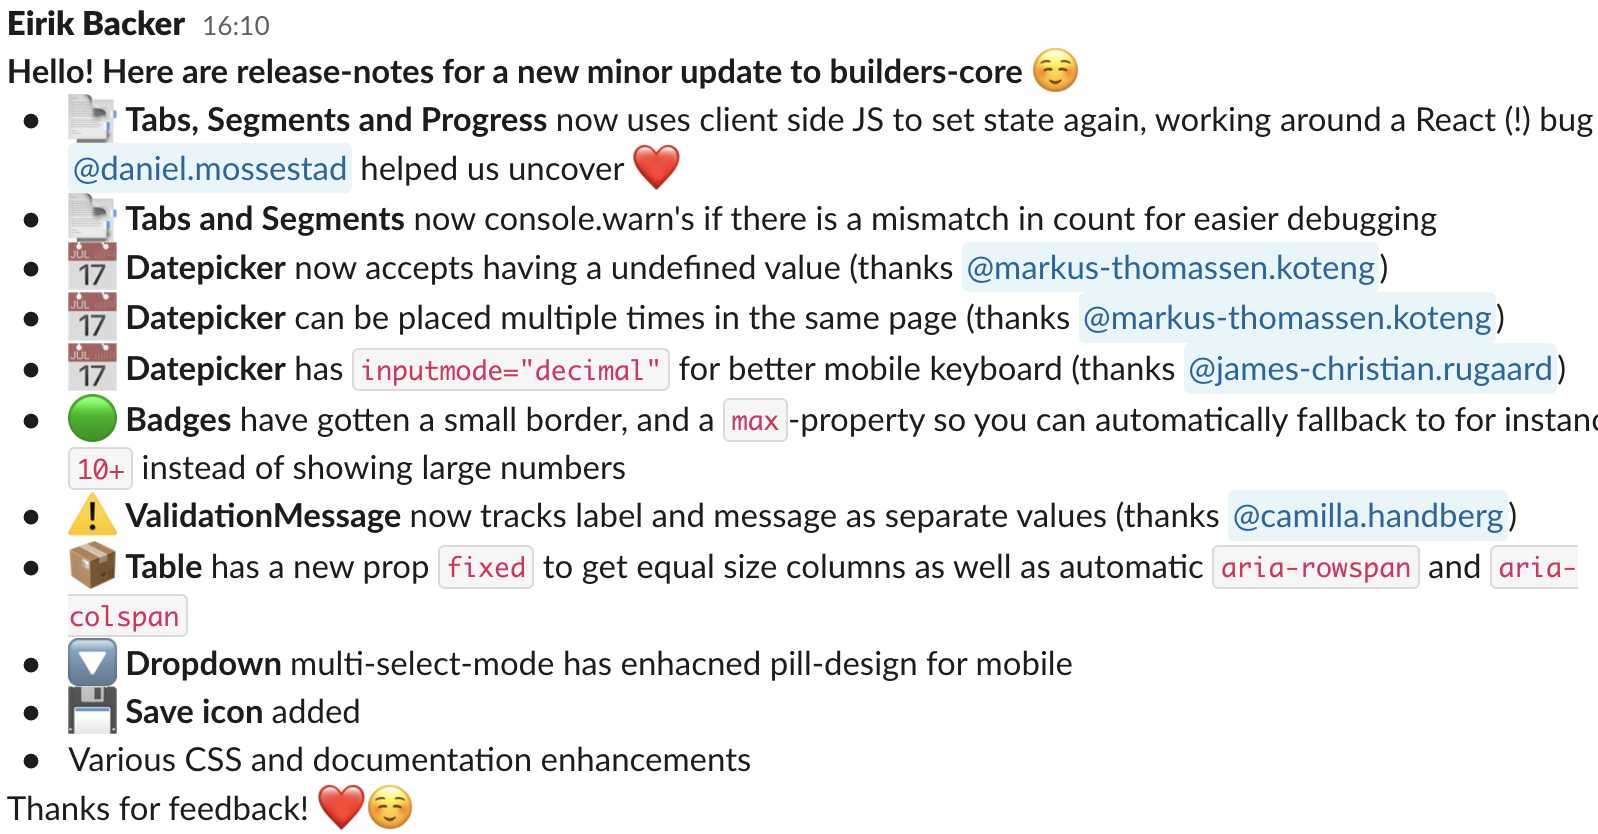 Eirik Backer 16:10
Hello! Here are release-notes for a new minor update to builders-core ☺️
• 📑 Tabs, Segments and Progress now uses client side JS to set state again, working around a React (!) bug
@daniel.mossestad helped us uncover ❤️
• 📑 Tabs and Segments now console.warn's if there is a mismatch in count for easier debugging
• 📅 Datepicker now accepts having a undefined value (thanks @markus-thomassen.koteng)
• 📅 Datepicker can be placed multiple times in the same page (thanks @markus-thomassen.koteng)
• 📅 Datepicker has inputmode="decimal" for better mobile keyboard (thanks @james-christian.rugaard)
• 🟢 Badges have gotten a small border, and a max-property so you can automatically fallback to for instanc
10+ instead of showing large numbers
• ⚠️ ValidationMessage now tracks label and message as separate values (thanks @camilla.handberg)
• 📦 Table has a new prop fixed to get equal size columns as well as automatic aria-rowspan and aria-
colspan
• 🔽 Dropdown multi-select-mode has enhacned pill-design for mobile
• 💾 Save icon added
• Various CSS and documentation enhancements
Thanks for feedback! ❤️☺️